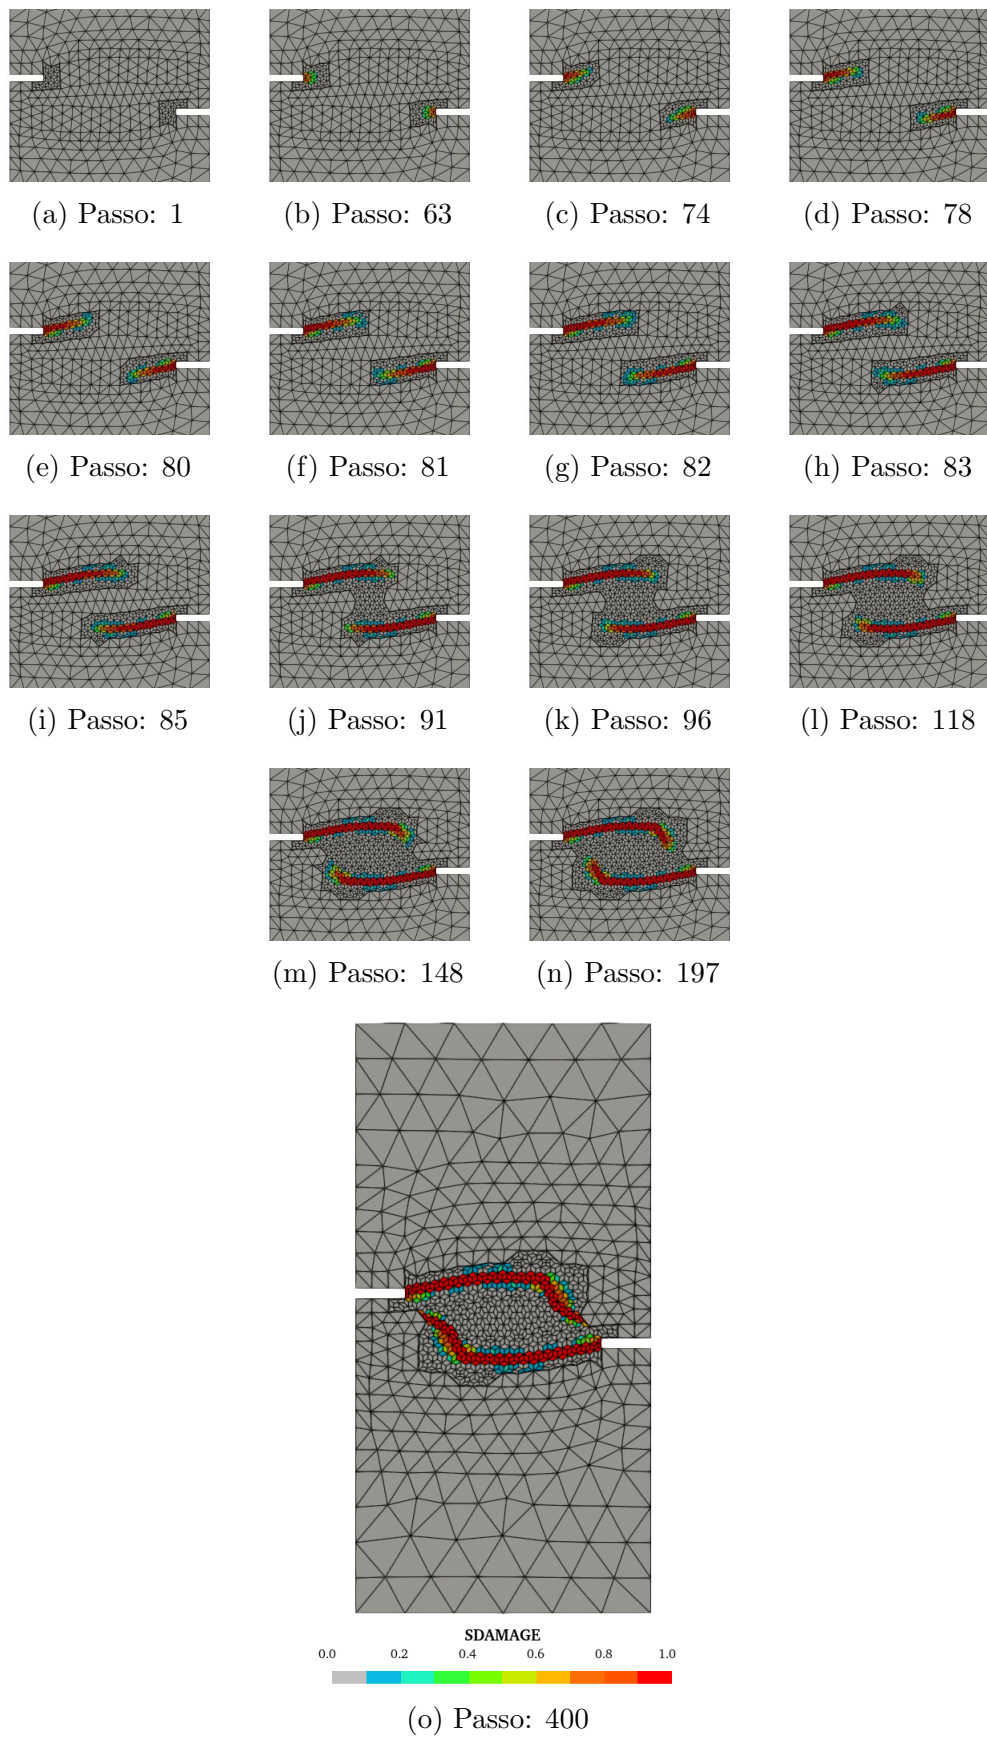 (a) Passo: 1
(b) Passo: 63
(c) Passo: 74
(d) Passo: 78
(e) Passo: 80
(f) Passo: 81
(g) Passo: 82
(h) Passo: 83
(i) Passo: 85
(j) Passo: 91
(k) Passo: 96
(l) Passo: 118
(m) Passo: 148
(n) Passo: 197
SDAMAGE
0.0 0.2 0.4 0.6 0.8 1.0
(o) Passo: 400